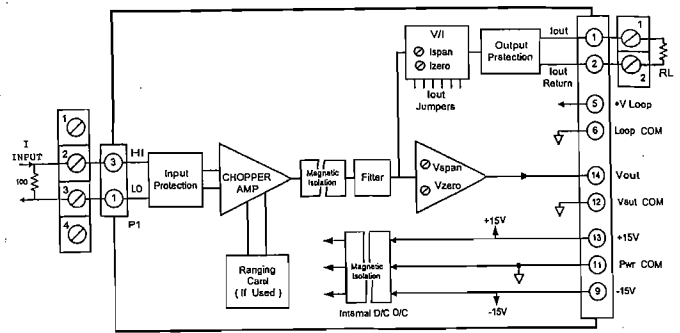 V/I
Ispan
Izero
Iout
Jumpers
Output
Protection
Iout
Iout
Return
1
2
1
2
RL
5
+V Loop
6
Loop COM
I
INPUT
100
1
2
3
4
3
HI
1
LO
P1
Input
Protection
CHOPPER
AMP
Magnetic
Isolation
Filter
Vspan
Vzero
14
Vout
12
Vout COM
Ranging
Card
( If Used )
Magnetic
Isolation
Internal D/C D/C
+15V
-15V
13
+15V
11
Pwr COM
9
-15V